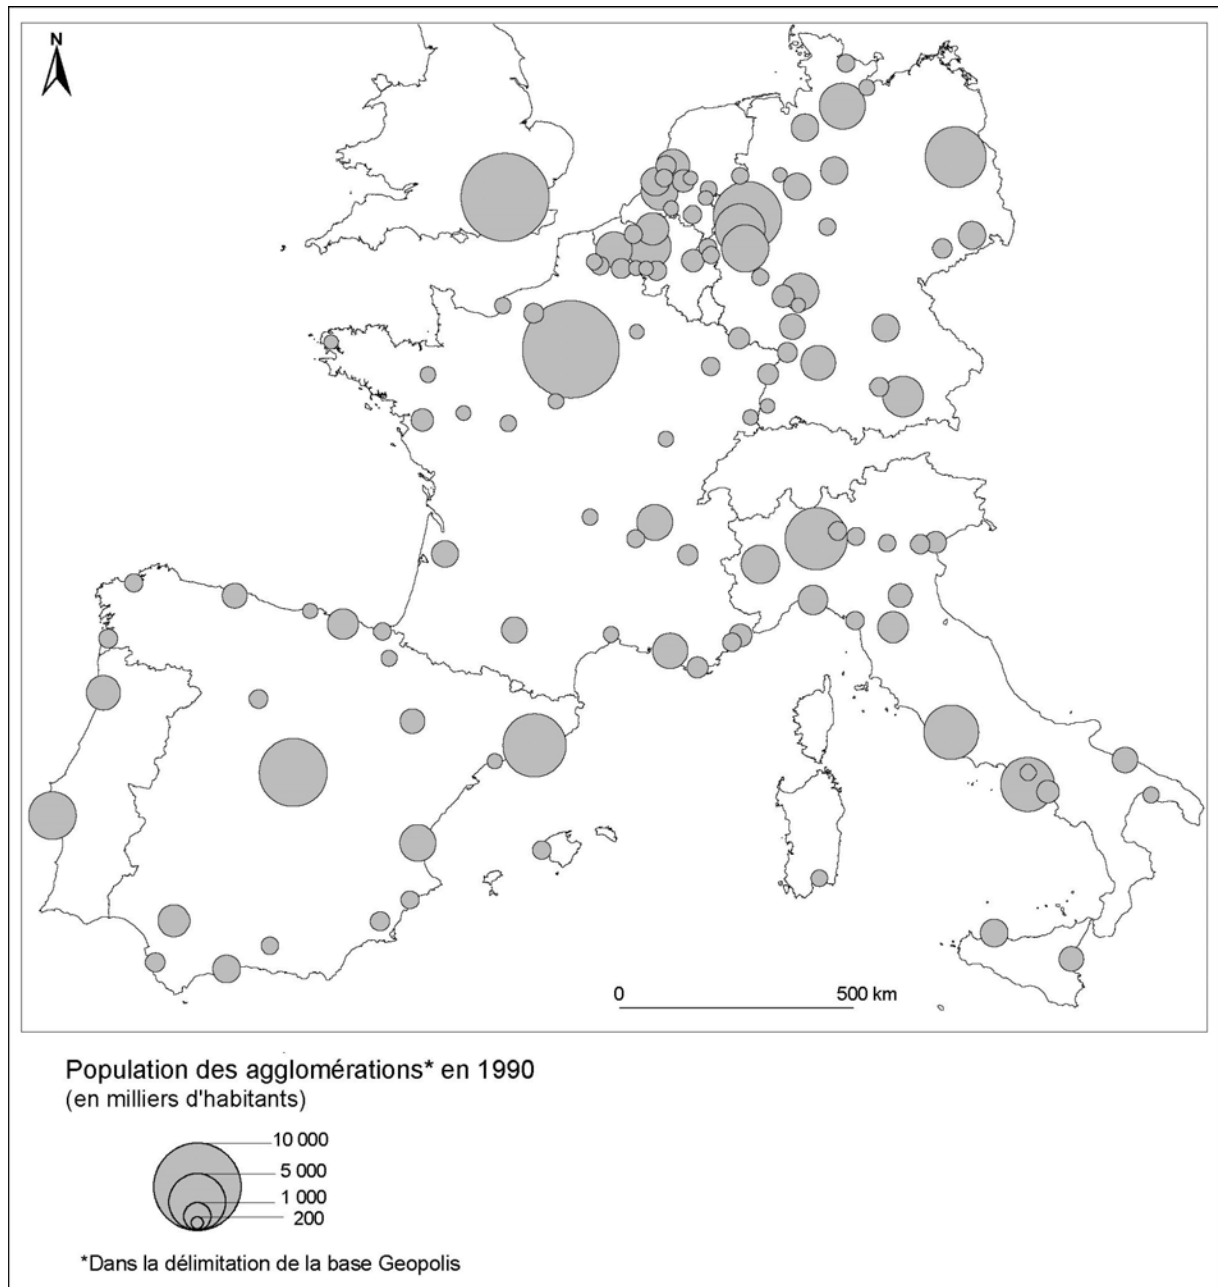 N
0 500 km
Population des agglomérations* en 1990
(en milliers d'habitants)
10 000
5 000
1 000
200
*Dans la délimitation de la base Geopolis